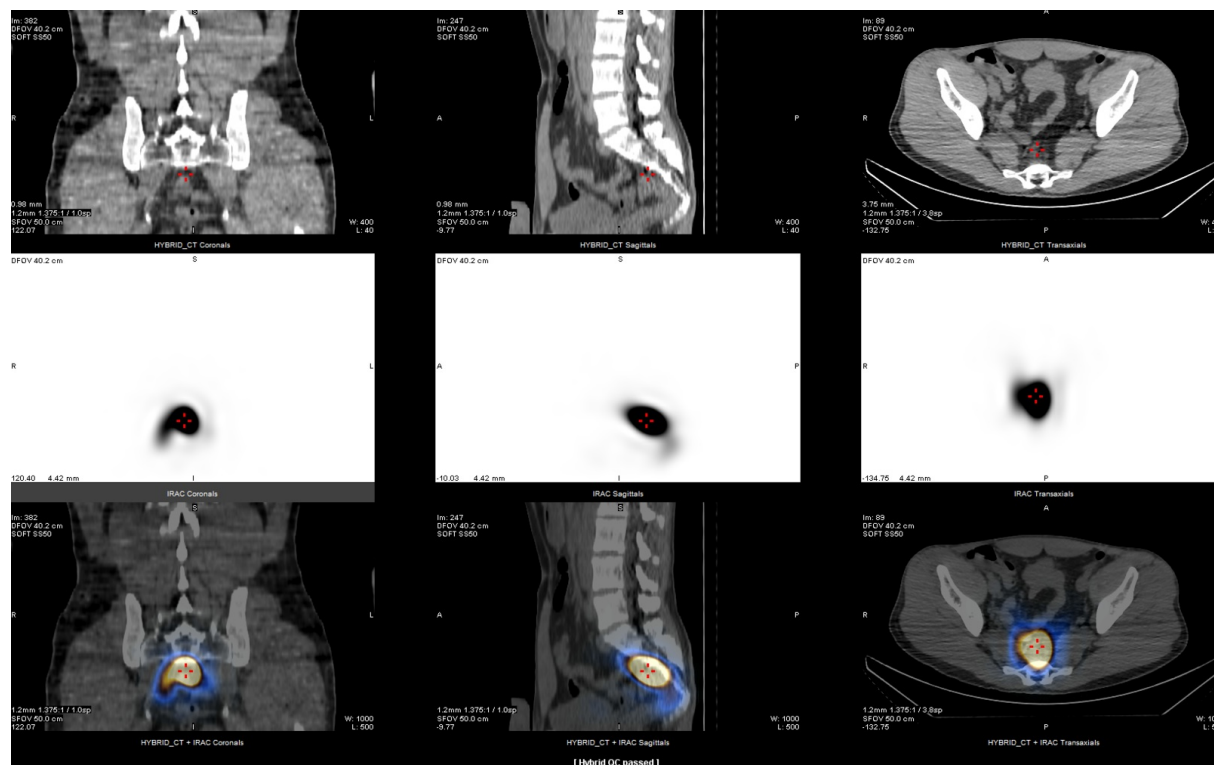 S
Im: 382
DFOV 40.2 cm
SOFT SS50
R
L
0.98 mm
1.2mm 1.375:1 / 1.0sp
SFOV 50.0 cm
122.07
W: 400
L: 40
I
HYBRID_CT Coronals
S
Im: 247
DFOV 40.2 cm
SOFT SS50
A
P
0.98 mm
1.2mm 1.375:1 / 1.0sp
SFOV 50.0 cm
-9.77
W: 400
L: 40
I
HYBRID_CT Sagittals
A
Im: 89
DFOV 40.2 cm
SOFT SS50
R
3.75 mm
1.2mm 1.375:1 / 3.8sp
SFOV 50.0 cm
-132.75
P
HYBRID_CT Transaxials
DFOV 40.2 cm
S
R
L
120.40 4.42 mm
I
IRAC Coronals
DFOV 40.2 cm
S
A
P
-10.03 4.42 mm
I
IRAC Sagittals
DFOV 40.2 cm
A
R
-134.75 4.42 mm
P
IRAC Transaxials
S
Im: 382
DFOV 40.2 cm
SOFT SS50
R
L
1.2mm 1.375:1 / 1.0sp
SFOV 50.0 cm
122.07
W: 1000
L: 500
I
HYBRID_CT + IRAC Coronals
S
Im: 247
DFOV 40.2 cm
SOFT SS50
A
P
1.2mm 1.375:1 / 1.0sp
SFOV 50.0 cm
-9.77
W: 1000
L: 500
I
HYBRID_CT + IRAC Sagittals
A
Im: 89
DFOV 40.2 cm
SOFT SS50
R
1.2mm 1.375:1 / 3.8sp
SFOV 50.0 cm
-132.75
P
HYBRID_CT + IRAC Transaxials
[ Hybrid QC passed ]